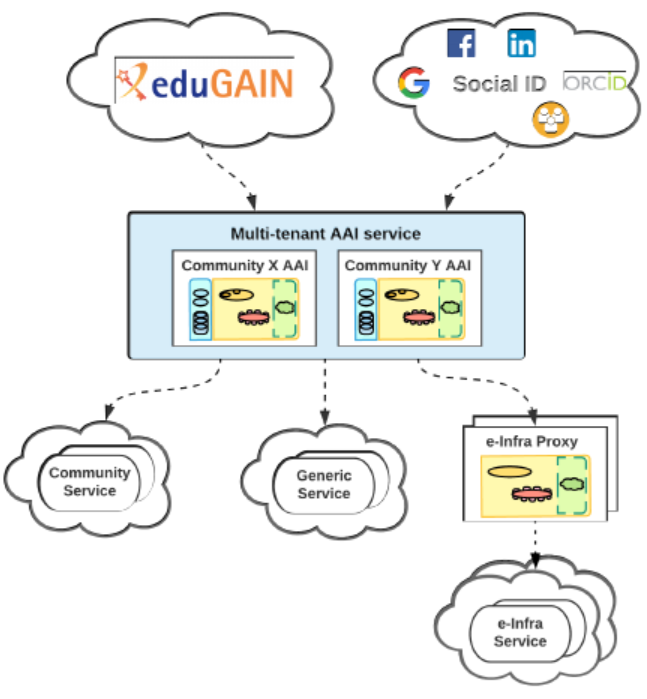 eduGAIN
f
in
G
Social ID
ORCID
Multi-tenant AAI service
Community X AAI
Community Y AAI
Community
Service
Generic
Service
e-Infra Proxy
e-Infra
Service